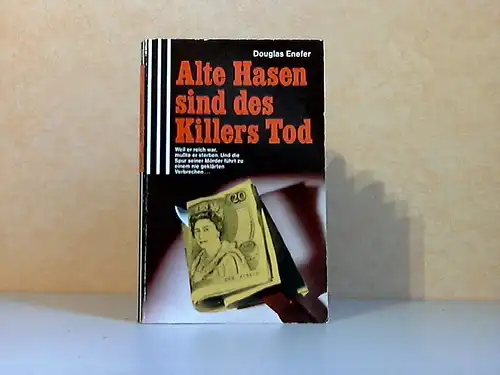 Douglas Enefer
Alte Hasen
sind des
Killers Tod
Weil er reich war,
mußte er sterben. Und die
Spur seiner Mörder führt zu
einem nie geklärten
Verbrechen...
20